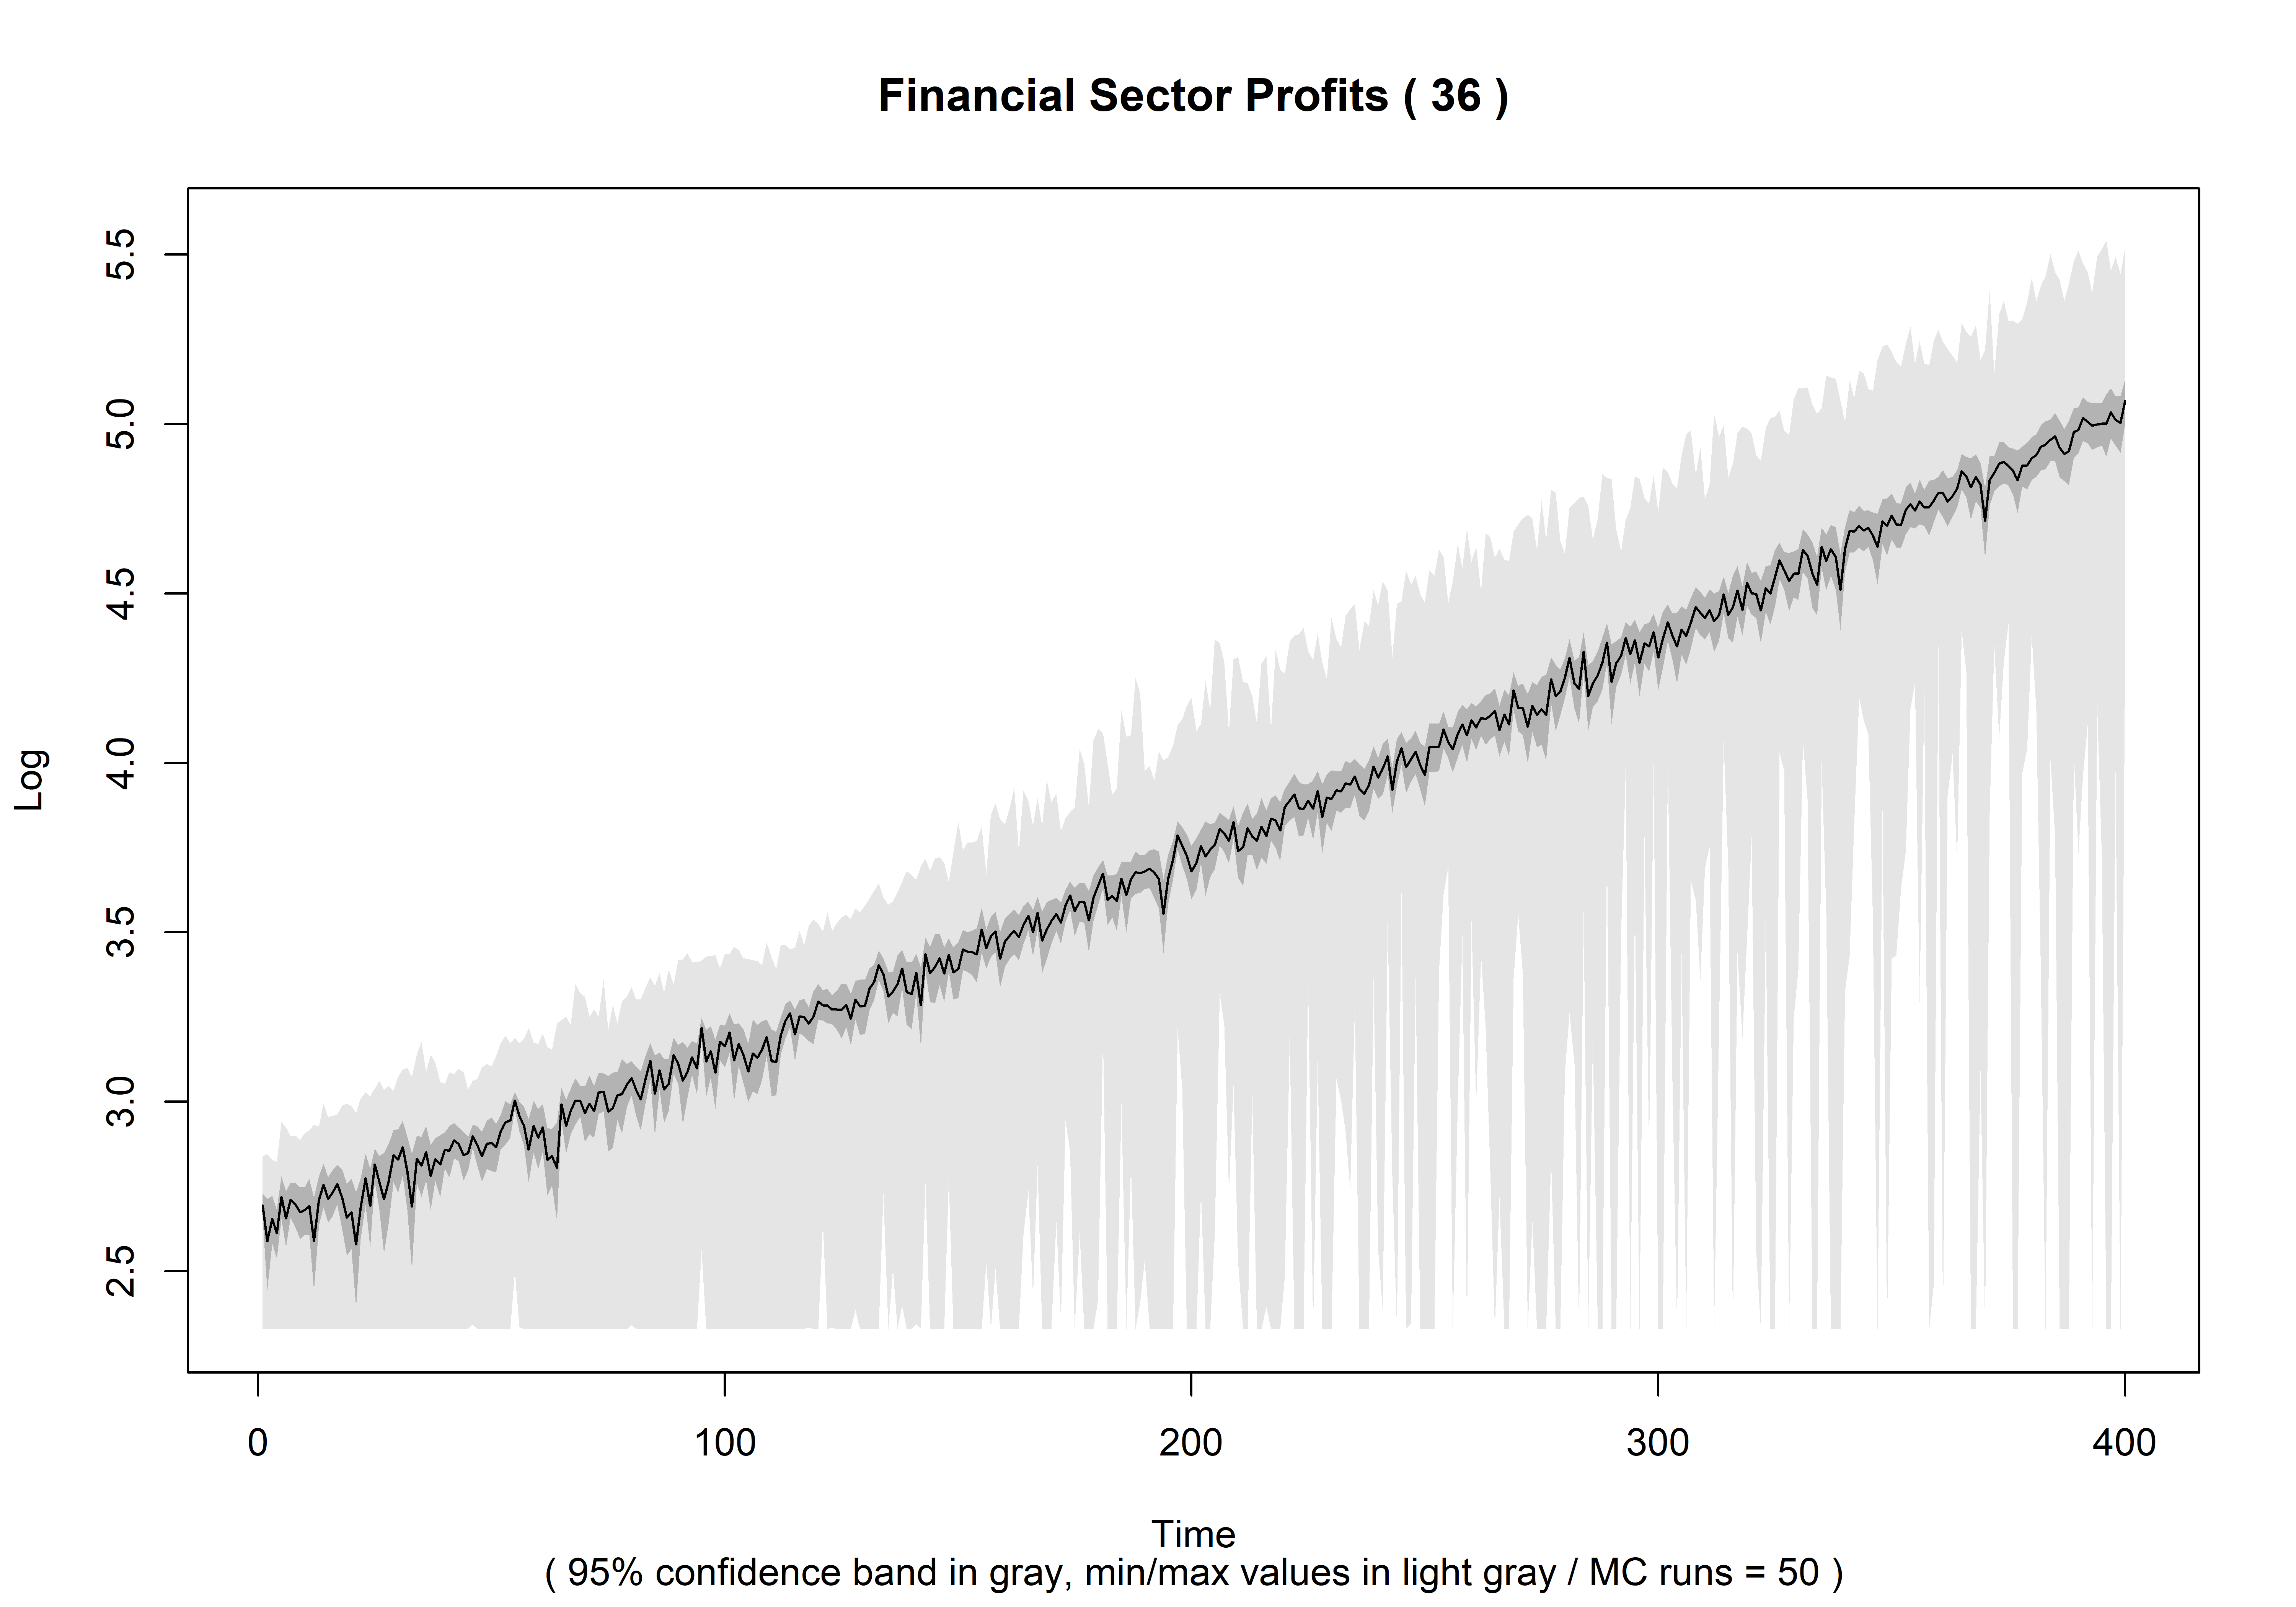 Financial Sector Profits ( 36 )
5.5
5.0
4.5
4.0
3.5
3.0
2.5
Log
0 100 200 300 400
Time
( 95% confidence band in gray, min/max values in light gray / MC runs = 50 )